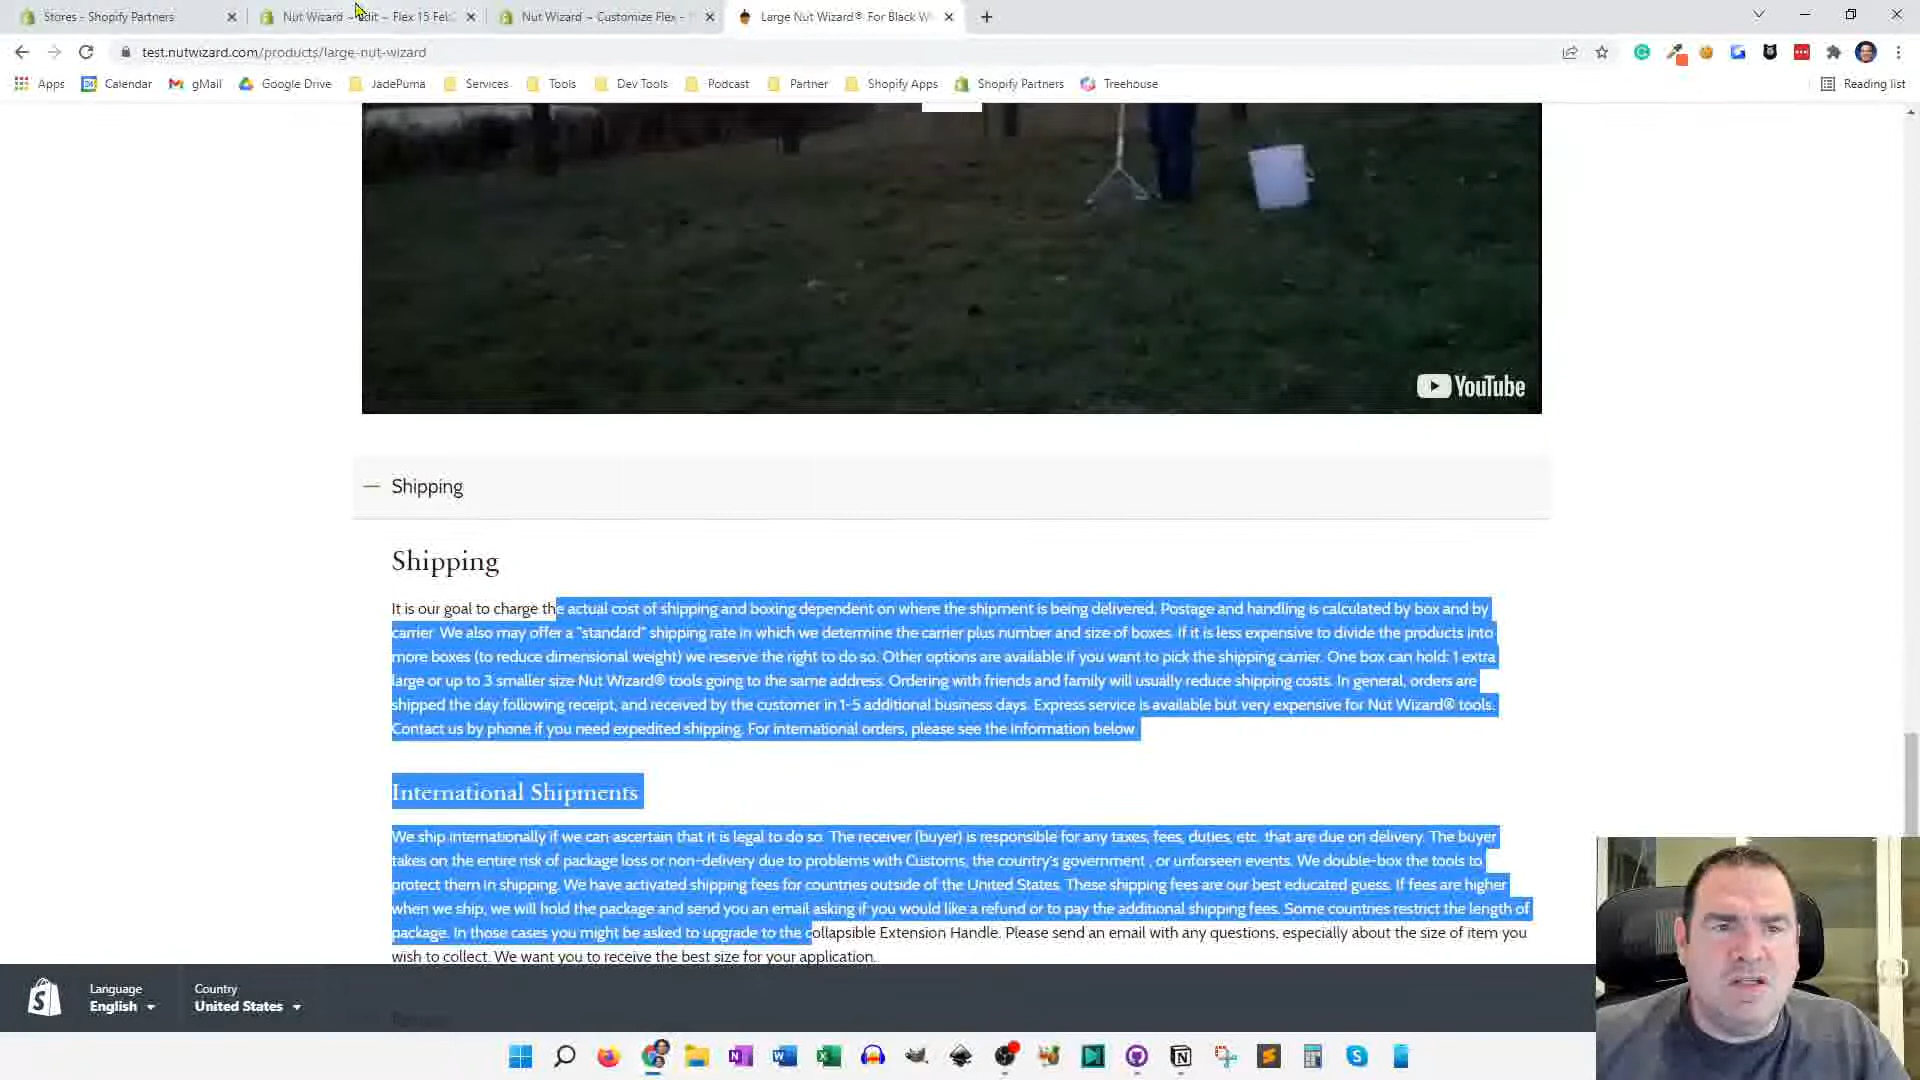 Stores - Shopify Partners
Nut Wizard ~ Edit ~ Flex 15 Fel
Nut Wizard ~ Customize Flex -
Large Nut Wizard® For Black W
test.nutwizard.com/products/large-nut-wizard
Apps
Calendar
gMail
Google Drive
JadePuma
Services
Tools
Dev Tools
Podcast
Partner
Shopify Apps
Shopify Partners
Treehouse
Reading list
YouTube
Shipping
Shipping
It is our goal to charge the actual cost of shipping and boxing dependent on where the shipment is being delivered. Postage and handling is calculated by box and by
carrier. We also may offer a "standard" shipping rate in which we determine the carrier plus number and size of boxes. If it is less expensive to divide the products into
more boxes (to reduce dimensional weight) we reserve the right to do so. Other options are available if you want to pick the shipping carrier. One box can hold: 1 extra
large or up to 3 smaller size Nut Wizard® tools going to the same address. Ordering with friends and family will usually reduce shipping costs. In general, orders are
shipped the day following receipt, and received by the customer in 1-5 additional business days. Express service is available but very expensive for Nut Wizard® tools.
Contact us by phone if you need expedited shipping. For international orders, please see the information below.
International Shipments
We ship internationally if we can ascertain that it is legal to do so. The receiver (buyer) is responsible for any taxes, fees, duties, etc. that are due on delivery. The buyer
takes on the entire risk of package loss or non-delivery due to problems with Customs, the country's government , or unforseen events. We double-box the tools to
protect them in shipping. We have activated shipping fees for countries outside of the United States. These shipping fees are our best educated guess. If fees are higher
when we ship, we will hold the package and send you an email asking if you would like a refund or to pay the additional shipping fees. Some countries restrict the length of
package. In those cases you might be asked to upgrade to the collapsible Extension Handle. Please send an email with any questions, especially about the size of item you
wish to collect. We want you to receive the best size for your application.
Language
English
Country
United States